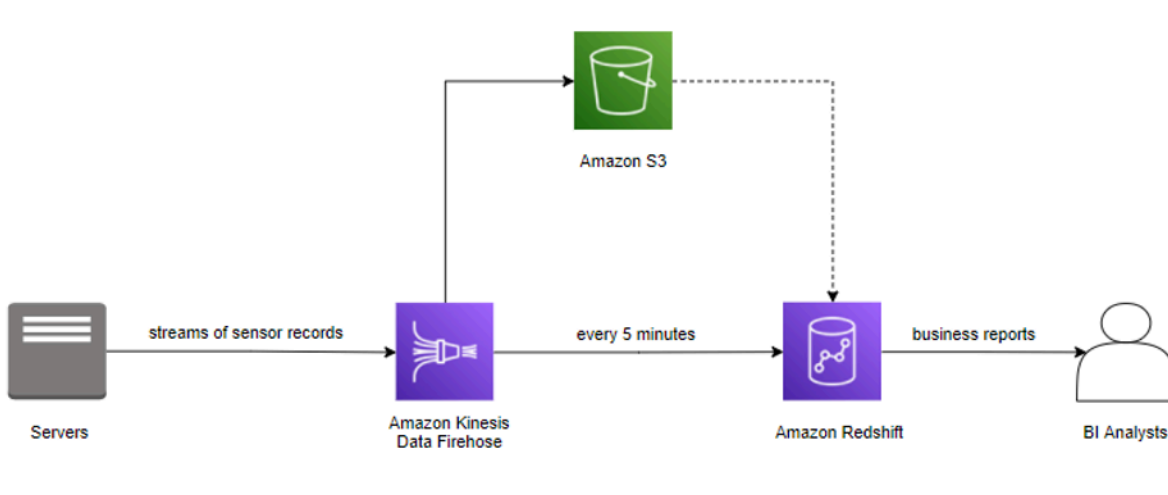 Amazon S3
streams of sensor records
every 5 minutes
business reports
Servers
Amazon Kinesis
Data Firehose
Amazon Redshift
BI Analysts